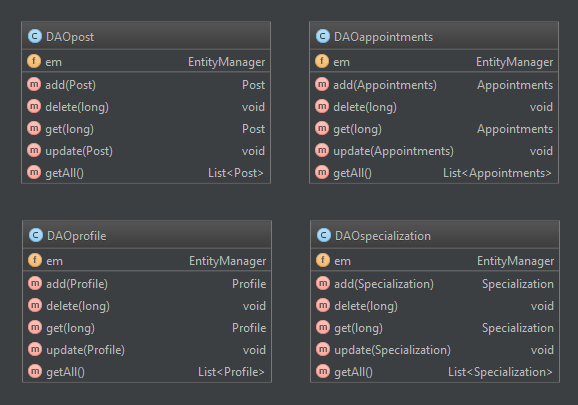 C DAOpost
f em EntityManager
m add(Post) Post
m delete(long) void
m get(long) Post
m update(Post) void
m getAll() List<Post>
C DAOappointments
f em EntityManager
m add(Appointments) Appointments
m delete(long) void
m get(long) Appointments
m update(Appointments) void
m getAll() List<Appointments>
C DAOprofile
f em EntityManager
m add(Profile) Profile
m delete(long) void
m get(long) Profile
m update(Profile) void
m getAll() List<Profile>
C DAOspecialization
f em EntityManager
m add(Specialization) Specialization
m delete(long) void
m get(long) Specialization
m update(Specialization) void
m getAll() List<Specialization>